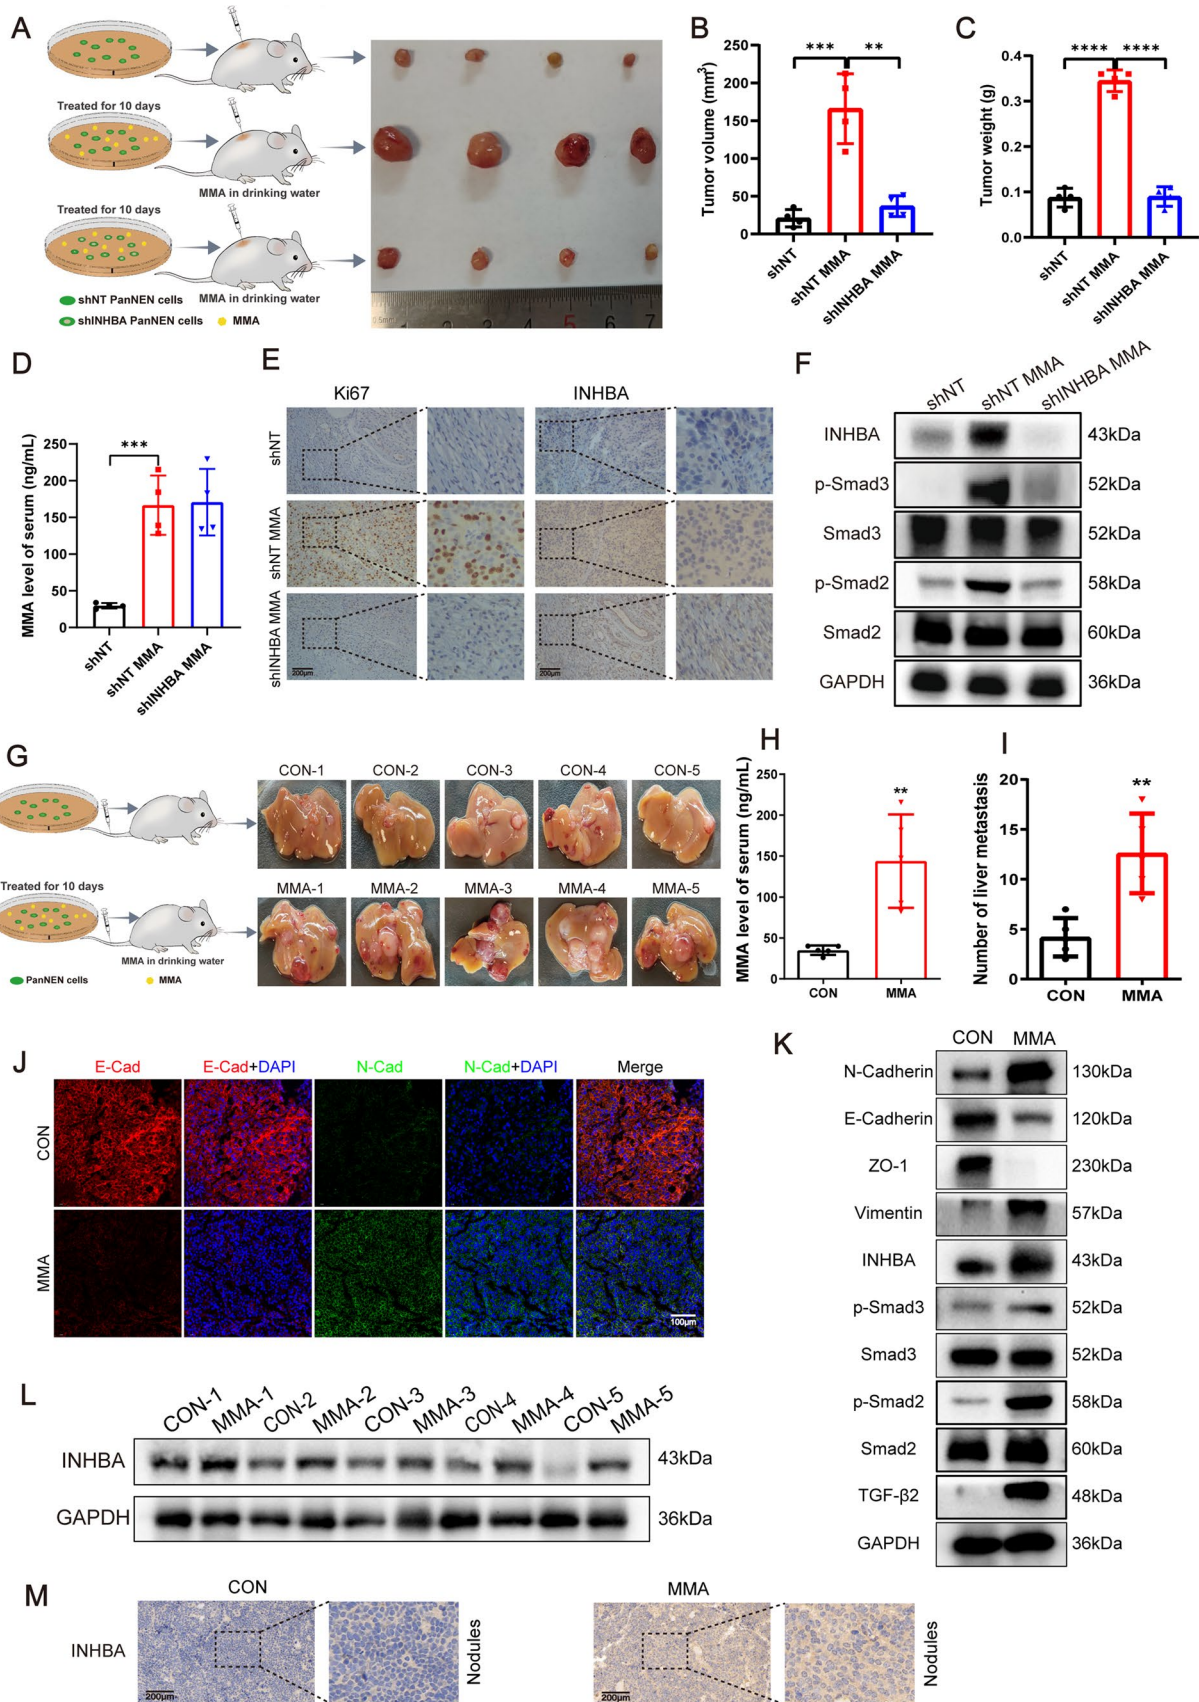 A
Treated for 10 days
MMA in drinking water
Treated for 10 days
MMA in drinking water
shNT PanNEN cells
shINHBA PanNEN cells MMA
0.5mm 1 2 3 4 5 6 7
B
Tumor volume (mm3)
250
200
150
100
50
0
*** **
shNT
shNT MMA
shINHBA MMA
C
Tumor weight (g)
0.4
0.3
0.2
0.1
0.0
**** ****
shNT
shNT MMA
shINHBA MMA
D
MMA level of serum (ng/mL)
250
200
150
100
50
0
***
shNT
shNT MMA
shINHBA MMA
E
Ki67 INHBA
shNT
shNT MMA
shINHBA MMA
200μm 200μm
F
shNT shNT MMA shINHBA MMA
INHBA 43kDa
p-Smad3 52kDa
Smad3 52kDa
p-Smad2 58kDa
Smad2 60kDa
GAPDH 36kDa
G
CON-1 CON-2 CON-3 CON-4 CON-5
Treated for 10 days
MMA-1 MMA-2 MMA-3 MMA-4 MMA-5
MMA in drinking water
PanNEN cells MMA
H
MMA level of serum (ng/mL)
250
200
150
100
50
0
**
CON MMA
I
Number of liver metastasis
20
15
10
5
0
**
CON MMA
J
E-Cad E-Cad+DAPI N-Cad N-Cad+DAPI Merge
CON
MMA
100μm
K
CON MMA
N-Cadherin 130kDa
E-Cadherin 120kDa
ZO-1 230kDa
Vimentin 57kDa
INHBA 43kDa
p-Smad3 52kDa
Smad3 52kDa
p-Smad2 58kDa
Smad2 60kDa
TGF-β2 48kDa
GAPDH 36kDa
L
CON-1 MMA-1 CON-2 MMA-2 CON-3 MMA-3 CON-4 MMA-4 CON-5 MMA-5
INHBA 43kDa
GAPDH 36kDa
M
CON MMA
INHBA
Nodules
Nodules
200μm 200μm